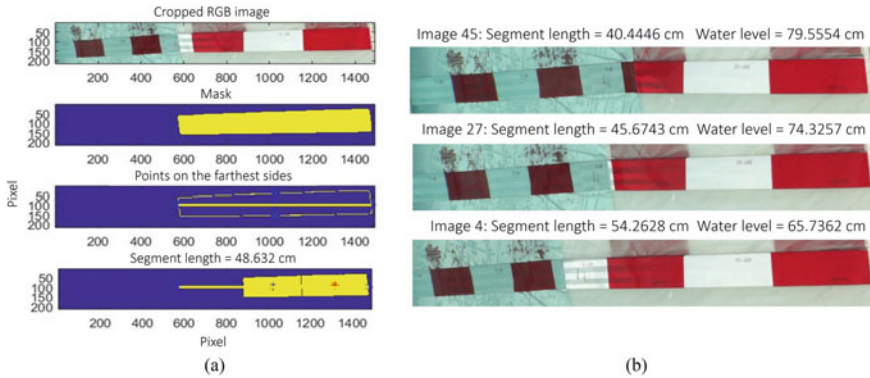 (a)
Cropped RGB image
50
100
150
200
200 400 600 800 1000 1200 1400
Mask
50
100
150
200
200 400 600 800 1000 1200 1400
Points on the farthest sides
Pixel
50
100
150
200
200 400 600 800 1000 1200 1400
Segment length = 48.632 cm
50
100
150
200
200 400 600 800 1000 1200 1400
Pixel
(a)
(b)
Image 45: Segment length = 40.4446 cm Water level = 79.5554
Image 27: Segment length = 45.6743 cm Water level = 74.3257
Image 4: Segment length = 54.2628 cm Water level = 65.7362
(b)